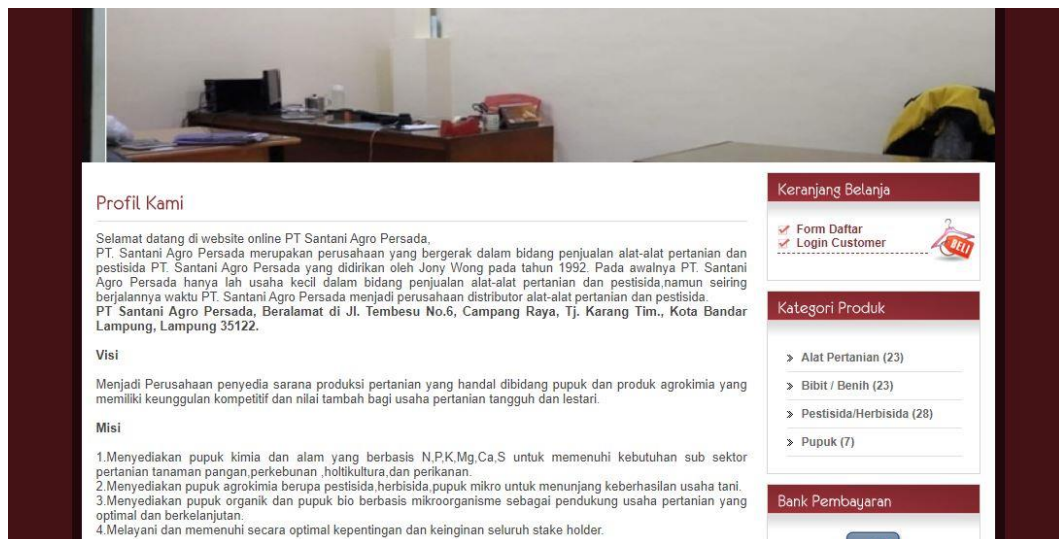 Profil Kami
Selamat datang di website online PT Santani Agro Persada,
PT. Santani Agro Persada merupakan perusahaan yang bergerak dalam bidang penjualan alat-alat pertanian dan
pestisida PT. Santani Agro Persada yang didirikan oleh Jony Wong pada tahun 1992. Pada awalnya PT. Santani
Agro Persada hanya lah usaha kecil dalam bidang penjualan alat-alat pertanian dan pestisida,namun seiring
berjalannya waktu PT. Santani Agro Persada menjadi perusahaan distributor alat-alat pertanian dan pestisida.
PT Santani Agro Persada, Beralamat di Jl. Tembesu No.6, Campang Raya, Tj. Karang Tim., Kota Bandar
Lampung, Lampung 35122.
Visi
Menjadi Perusahaan penyedia sarana produksi pertanian yang handal dibidang pupuk dan produk agrokimia yang
memiliki keunggulan kompetitif dan nilai tambah bagi usaha pertanian tangguh dan lestari.
Misi
1.Menyediakan pupuk kimia dan alam yang berbasis N,P,K,Mg,Ca,S untuk memenuhi kebutuhan sub sektor
pertanian tanaman pangan,perkebunan ,holtikultura,dan perikanan.
2.Menyediakan pupuk agrokimia berupa pestisida,herbisida,pupuk mikro untuk menunjang keberhasilan usaha tani.
3.Menyediakan pupuk organik dan pupuk bio berbasis mikroorganisme sebagai pendukung usaha pertanian yang
optimal dan berkelanjutan.
4.Melayani dan memenuhi secara optimal kepentingan dan keinginan seluruh stake holder.
Keranjang Belanja
Form Daftar
Login Customer
BELI
Kategori Produk
Alat Pertanian (23)
Bibit / Benih (23)
Pestisida/Herbisida (28)
Pupuk (7)
Bank Pembayaran